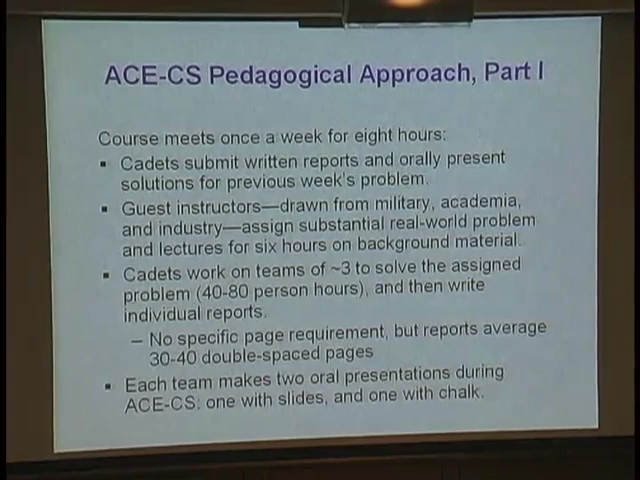 ACE-CS Pedagogical Approach, Part I
Course meets once a week for eight hours:
▪ Cadets submit written reports and orally present
solutions for previous week's problem.
▪ Guest instructors—drawn from military, academia,
and industry—assign substantial real-world problem
and lectures for six hours on background material.
▪ Cadets work on teams of ~3 to solve the assigned
problem (40-80 person hours), and then write
individual reports.
– No specific page requirement, but reports average
30-40 double-spaced pages
▪ Each team makes two oral presentations during
ACE-CS: one with slides, and one with chalk.